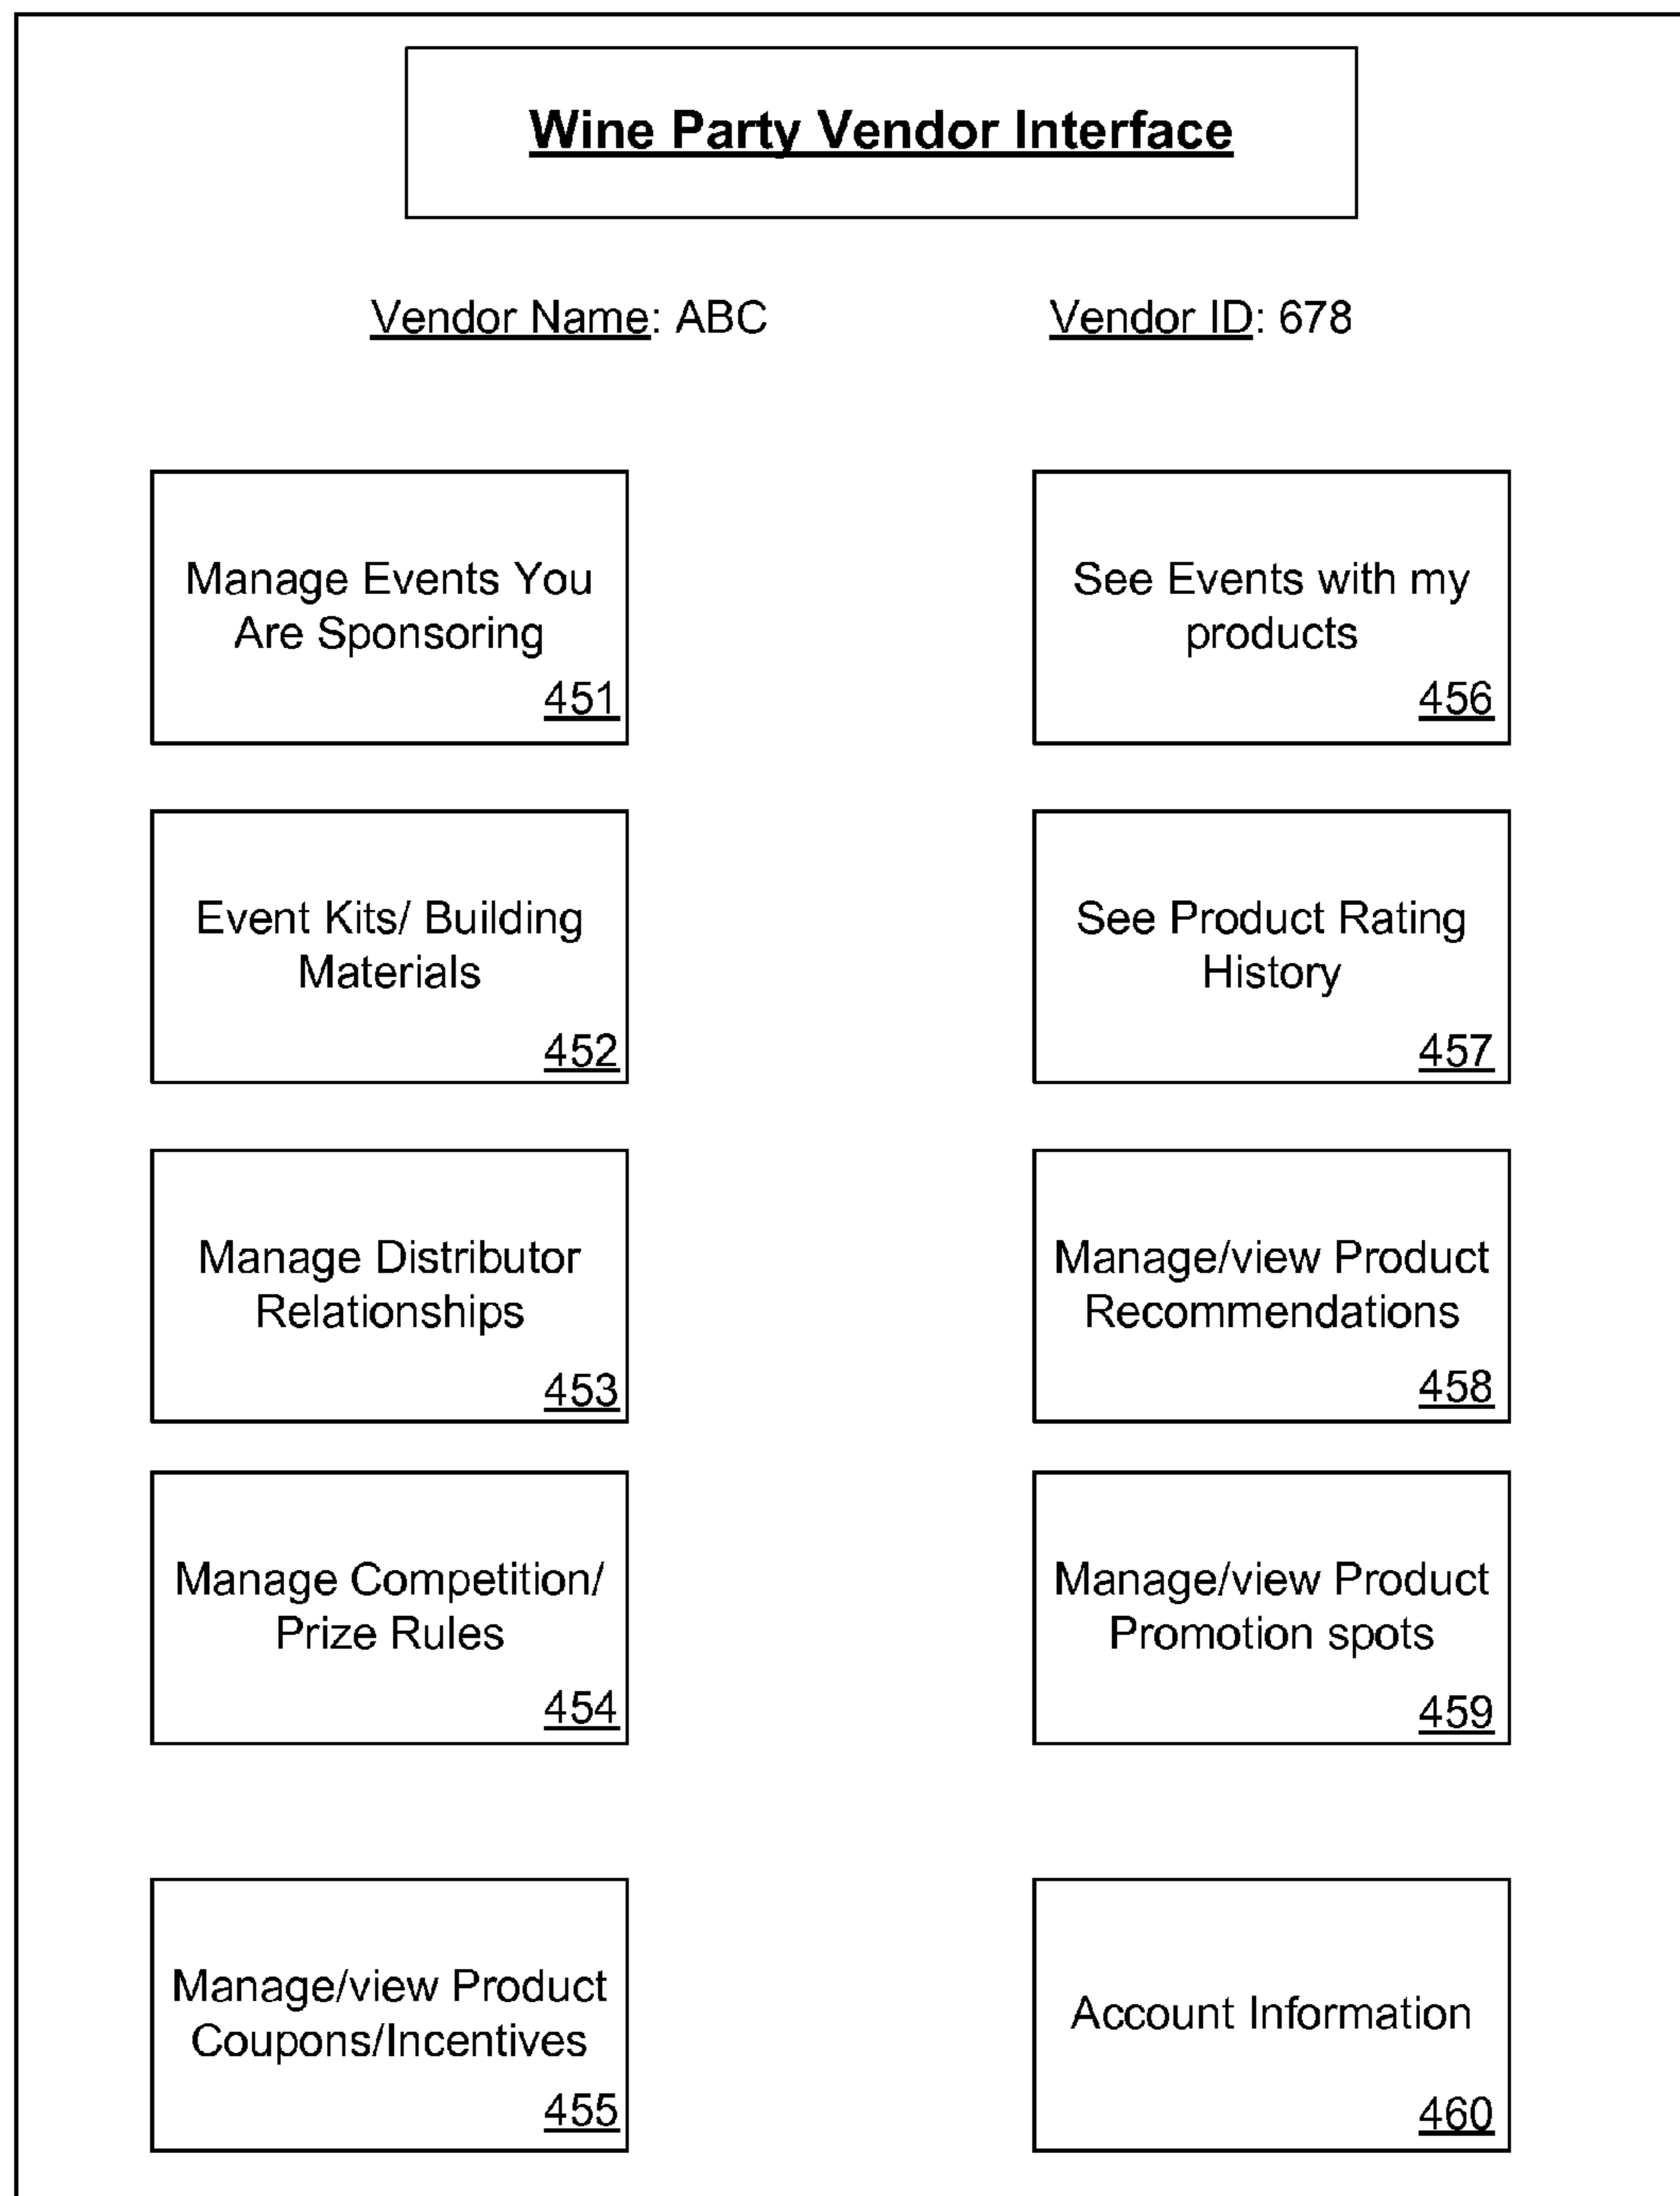 Wine Party Vendor Interface
Vendor Name: ABC
Vendor ID: 678
Manage Events You
Are Sponsoring
451
See Events with my
products
456
Event Kits/ Building
Materials
452
See Product Rating
History
457
Manage Distributor
Relationships
453
Manage/view Product
Recommendations
458
Manage Competition/
Prize Rules
454
Manage/view Product
Promotion spots
459
Manage/view Product
Coupons/Incentives
455
Account Information
460